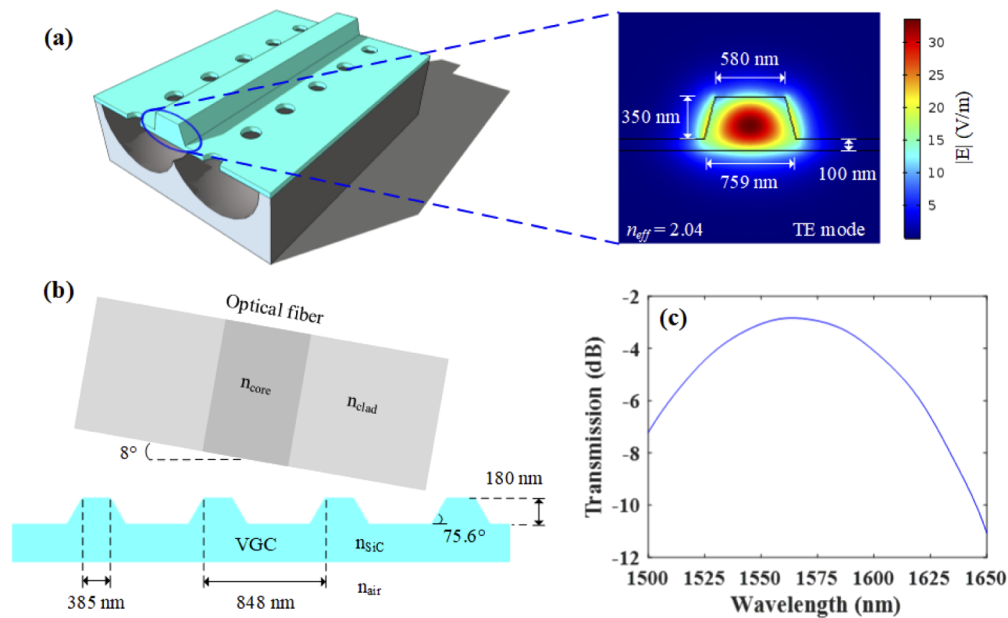 (a)
580 nm
350 nm
759 nm
100 nm
n_eff = 2.04
TE mode
30
25
20
15
10
5
|E| (V/m)
(b)
Optical fiber
n_core
n_clad
8°
180 nm
75.6°
VGC
n_SiC
n_air
385 nm
848 nm
(c)
-2
-4
-6
-8
-10
-12
Transmission (dB)
1500 1525 1550 1575 1600 1625 1650
Wavelength (nm)